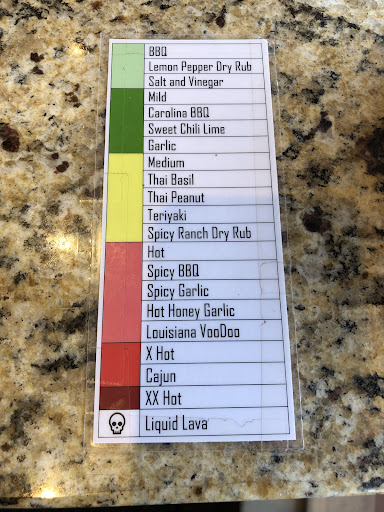 BBQ
Lemon Pepper Dry Rub
Salt and Vinegar
Mild
Carolina BBQ
Sweet Chili Lime
Garlic
Medium
Thai Basil
Thai Peanut
Teriyaki
Spicy Ranch Dry Rub
Hot
Spicy BBQ
Spicy Garlic
Hot Honey Garlic
Louisiana VooDoo
X Hot
Cajun
XX Hot
Liquid Lava